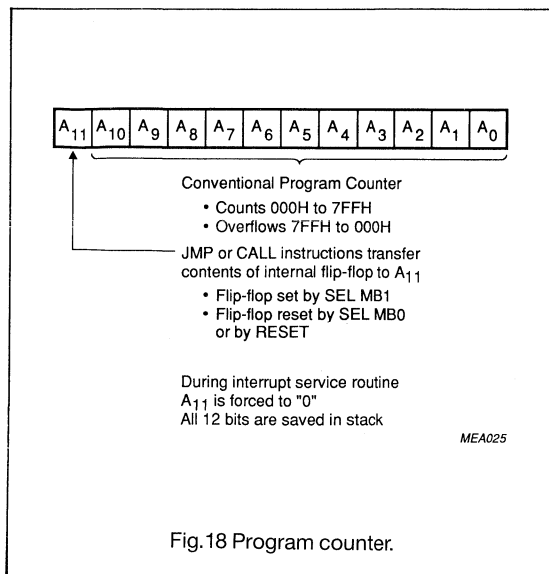 A11 A10 A9 A8 A7 A6 A5 A4 A3 A2 A1 A0
Conventional Program Counter
• Counts 000H to 7FFH
• Overflows 7FFH to 000H
JMP or CALL instructions transfer
contents of internal flip-flop to A11
• Flip-flop set by SEL MB1
• Flip-flop reset by SEL MB0
or by RESET
During interrupt service routine
A11 is forced to "0"
All 12 bits are saved in stack
MEA025
Fig.18 Program counter.